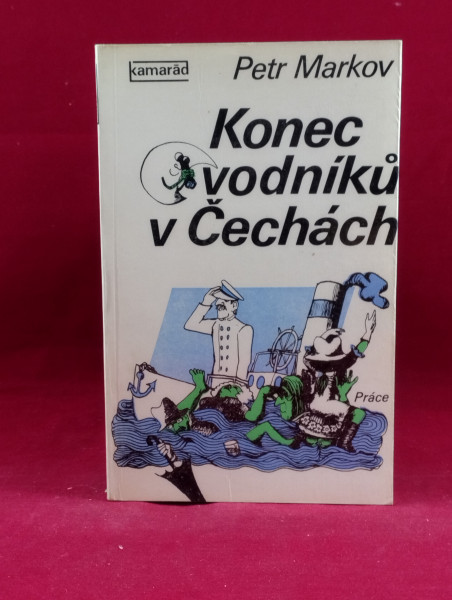 kamarád
Petr Markov
Konec
vodníků
v Čechách
Práce